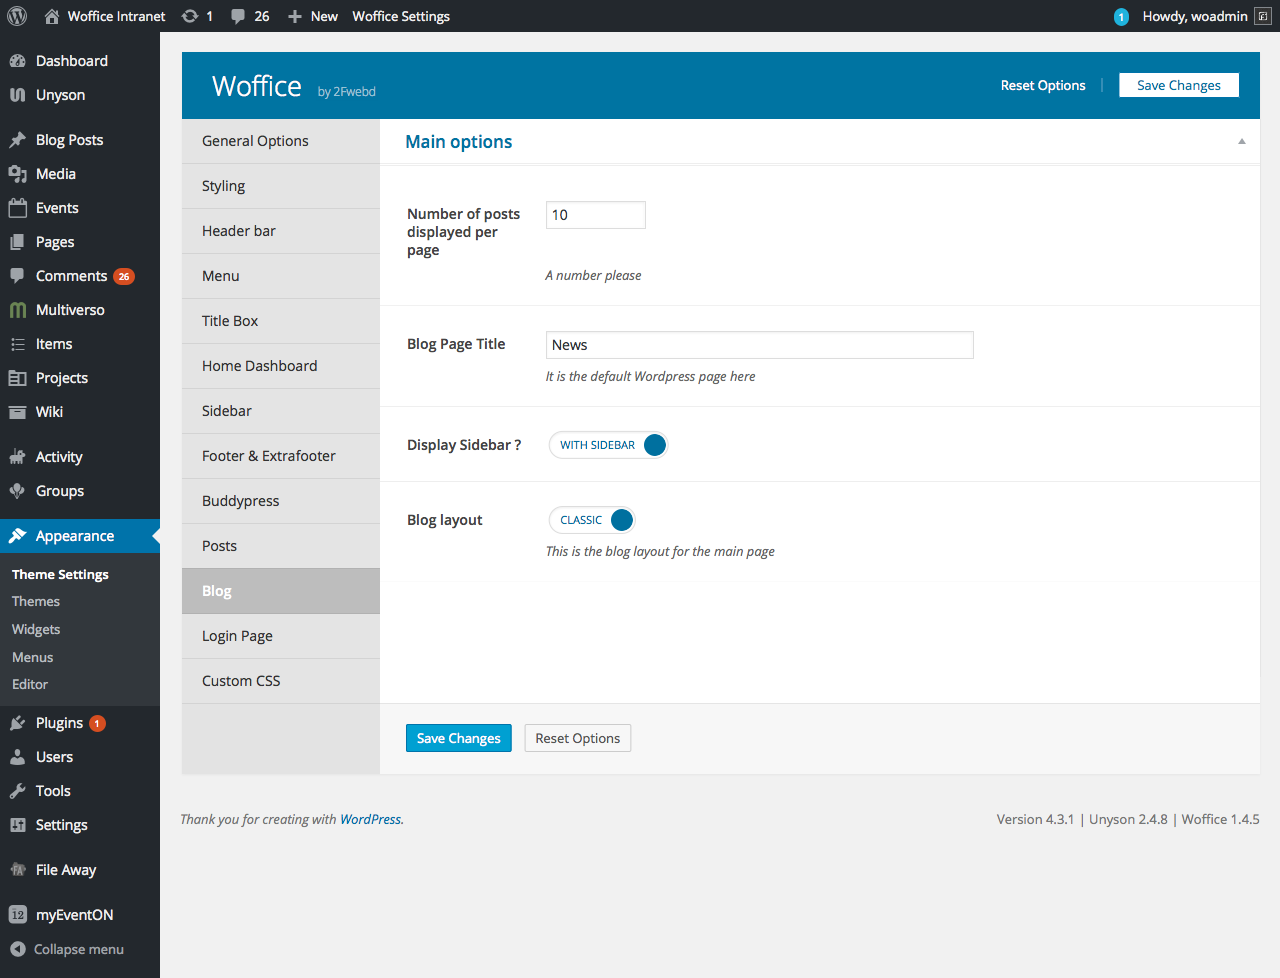 Woffice Intranet 1 26 New Woffice Settings 1 Howdy, woadmin
Dashboard
Unyson
Blog Posts
Media
Events
Pages
Comments 26
Multiverso
Items
Projects
Wiki
Activity
Groups
Appearance
Theme Settings
Themes
Widgets
Menus
Editor
Plugins 1
Users
Tools
Settings
FA File Away
12 myEventON
Collapse menu
Woffice by 2Fwebd
Reset Options | Save Changes
General Options
Styling
Header bar
Menu
Title Box
Home Dashboard
Sidebar
Footer & Extrafooter
Buddypress
Posts
Blog
Login Page
Custom CSS
Main options
Number of posts
displayed per
page
10
A number please
Blog Page Title
News
It is the default Wordpress page here
Display Sidebar ?
WITH SIDEBAR
Blog layout
CLASSIC
This is the blog layout for the main page
Save Changes Reset Options
Thank you for creating with WordPress.
Version 4.3.1 | Unyson 2.4.8 | Woffice 1.4.5